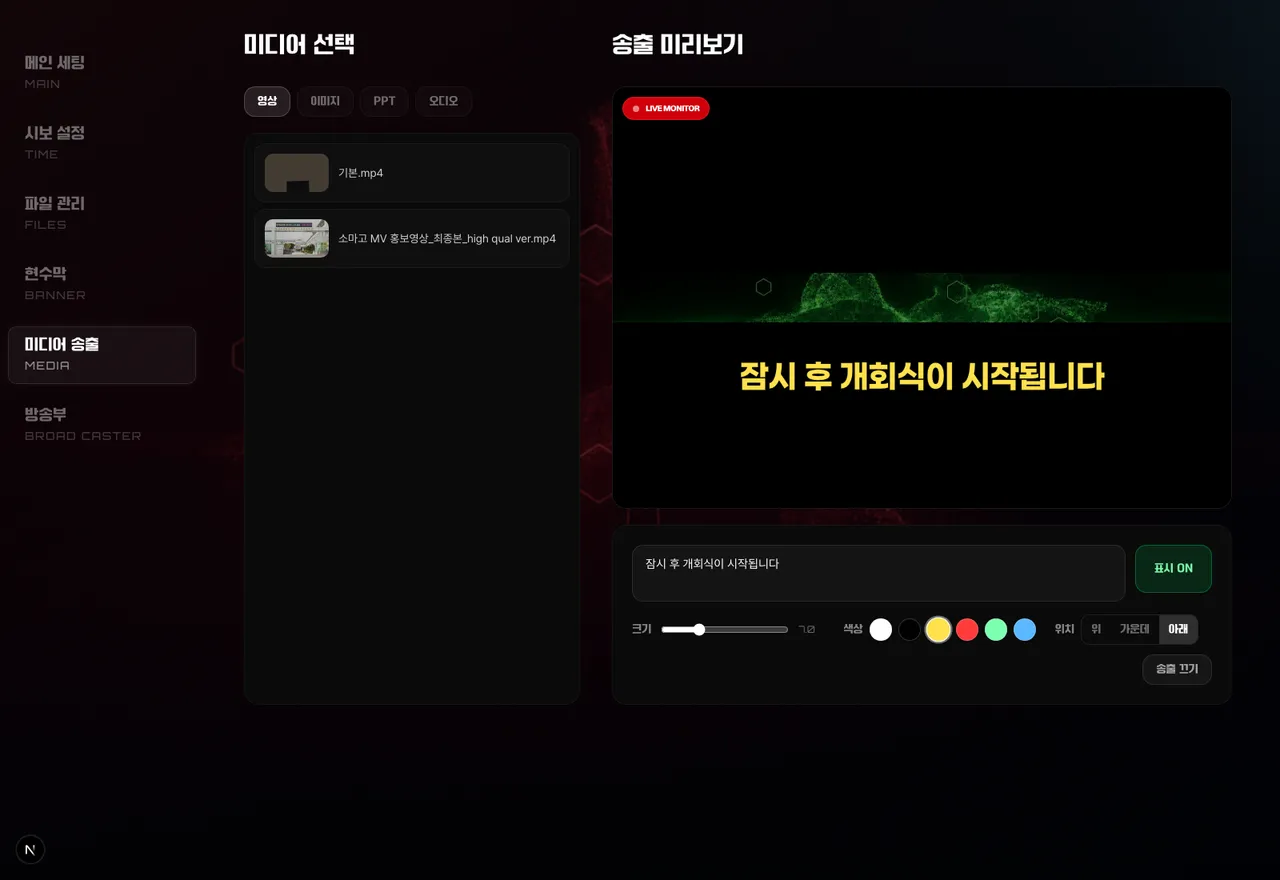 메인 세팅
MAIN
시보 설정
TIME
파일 관리
FILES
현수막
BANNER
미디어 송출
MEDIA
방송부
BROAD CASTER
N
미디어 선택
영상
이미지
PPT
오디오
기본.mp4
소마고 MV 홍보영상_최종본_high qual ver.mp4
송출 미리보기
LIVE MONITOR
잠시 후 개회식이 시작됩니다
잠시 후 개회식이 시작됩니다
표시 ON
크기
70
색상
위치
위
가운데
아래
송출 끄기